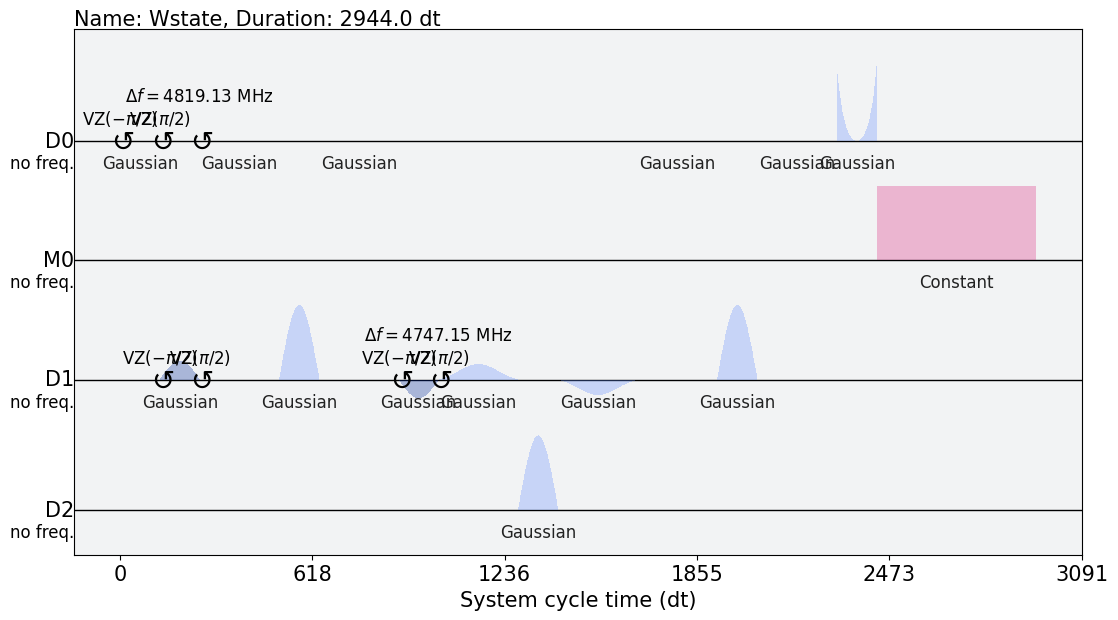 Name: Wstate, Duration: 2944.0 dt
Δf = 4819.13 MHz
VZ(−π/2) VZ(π/2)
D0
no freq. Gaussian Gaussian Gaussian Gaussian Gaussian Gaussian
M0
no freq. Constant
Δf = 4747.15 MHz
VZ(−π/2) VZ(π/2) VZ(−π/2) VZ(π/2)
D1
no freq. Gaussian Gaussian Gaussian Gaussian Gaussian Gaussian
D2
no freq. Gaussian
0 618 1236 1855 2473 3091
System cycle time (dt)